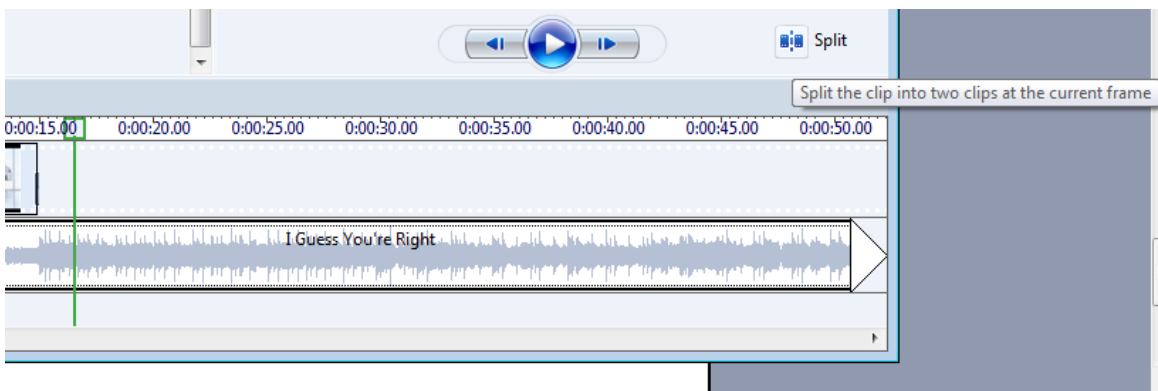 Split
Split the clip into two clips at the current frame
0:00:15.00 0:00:20.00 0:00:25.00 0:00:30.00 0:00:35.00 0:00:40.00 0:00:45.00 0:00:50.00
I Guess You're Right